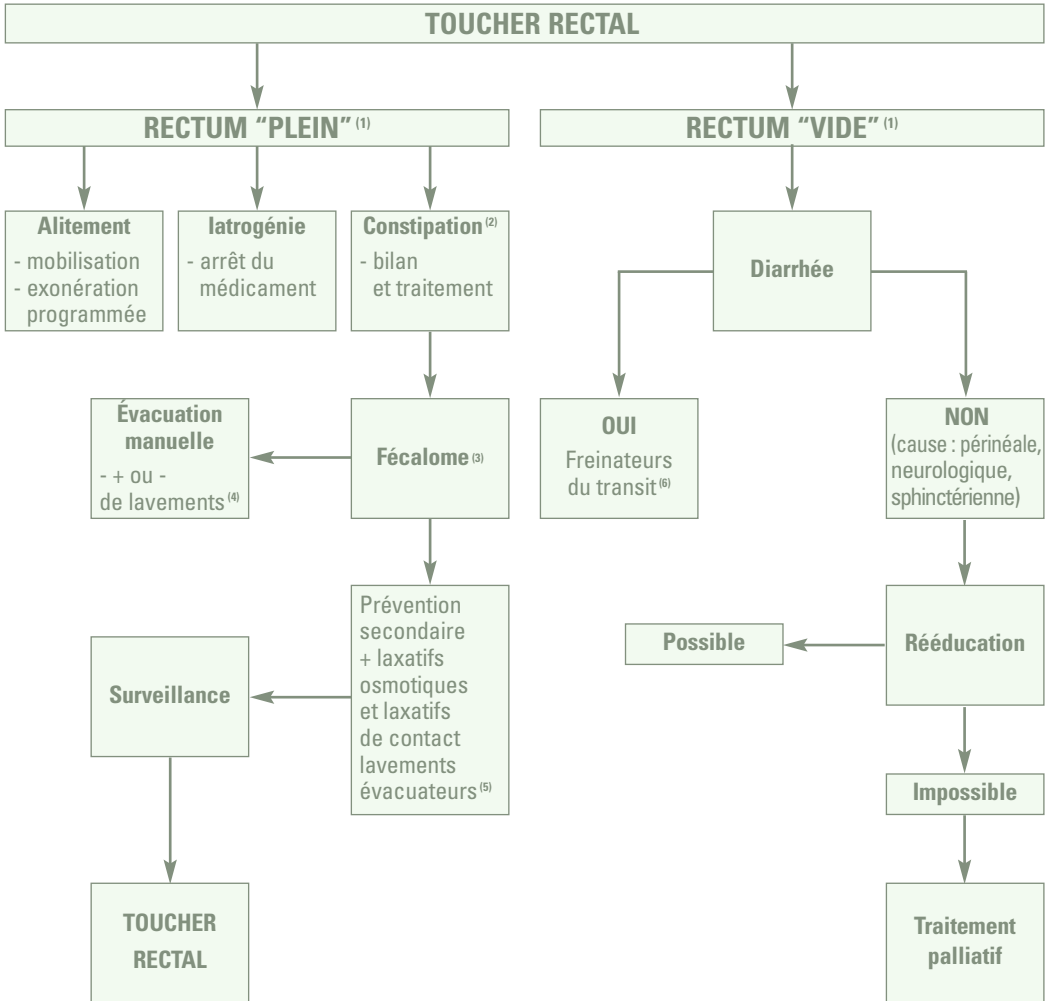 TOUCHER RECTAL
RECTUM “PLEIN” (1)
RECTUM “VIDE” (1)
Alitement
- mobilisation
- exonération
programmée
Iatrogénie
- arrêt du
médicament
Constipation (2)
- bilan
et traitement
Diarrhée
Évacuation
manuelle
- + ou -
de lavements (4)
Fécalome (3)
OUI
Freinateurs
du transit (6)
NON
(cause : périnéale,
neurologique,
sphinctérienne)
Prévention
secondaire
+ laxatifs
osmotiques
et laxatifs
de contact
lavements
évacuateurs (5)
Surveillance
Possible
Rééducation
Impossible
TOUCHER
RECTAL
Traitement
palliatif